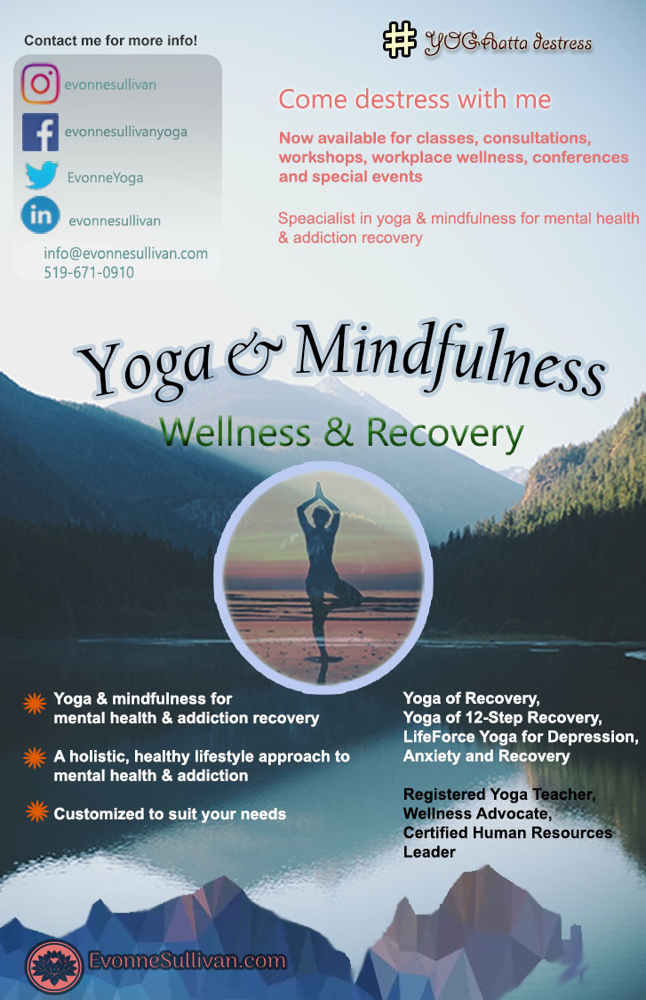 Contact me for more info!
evonnesullivan
evonnesullivanyoga
EvonneYoga
evonnesullivan
info@evonnesullivan.com
519-671-0910
# YOGAatta destress
Come destress with me
Now available for classes, consultations,
workshops, workplace wellness, conferences
and special events
Speacialist in yoga & mindfulness for mental health
& addiction recovery
Yoga & Mindfulness
Wellness & Recovery
Yoga & mindfulness for
mental health & addiction recovery
A holistic, healthy lifestyle approach to
mental health & addiction
Customized to suit your needs
Yoga of Recovery,
Yoga of 12-Step Recovery,
LifeForce Yoga for Depression,
Anxiety and Recovery
Registered Yoga Teacher,
Wellness Advocate,
Certified Human Resources
Leader
EvonneSullivan.com